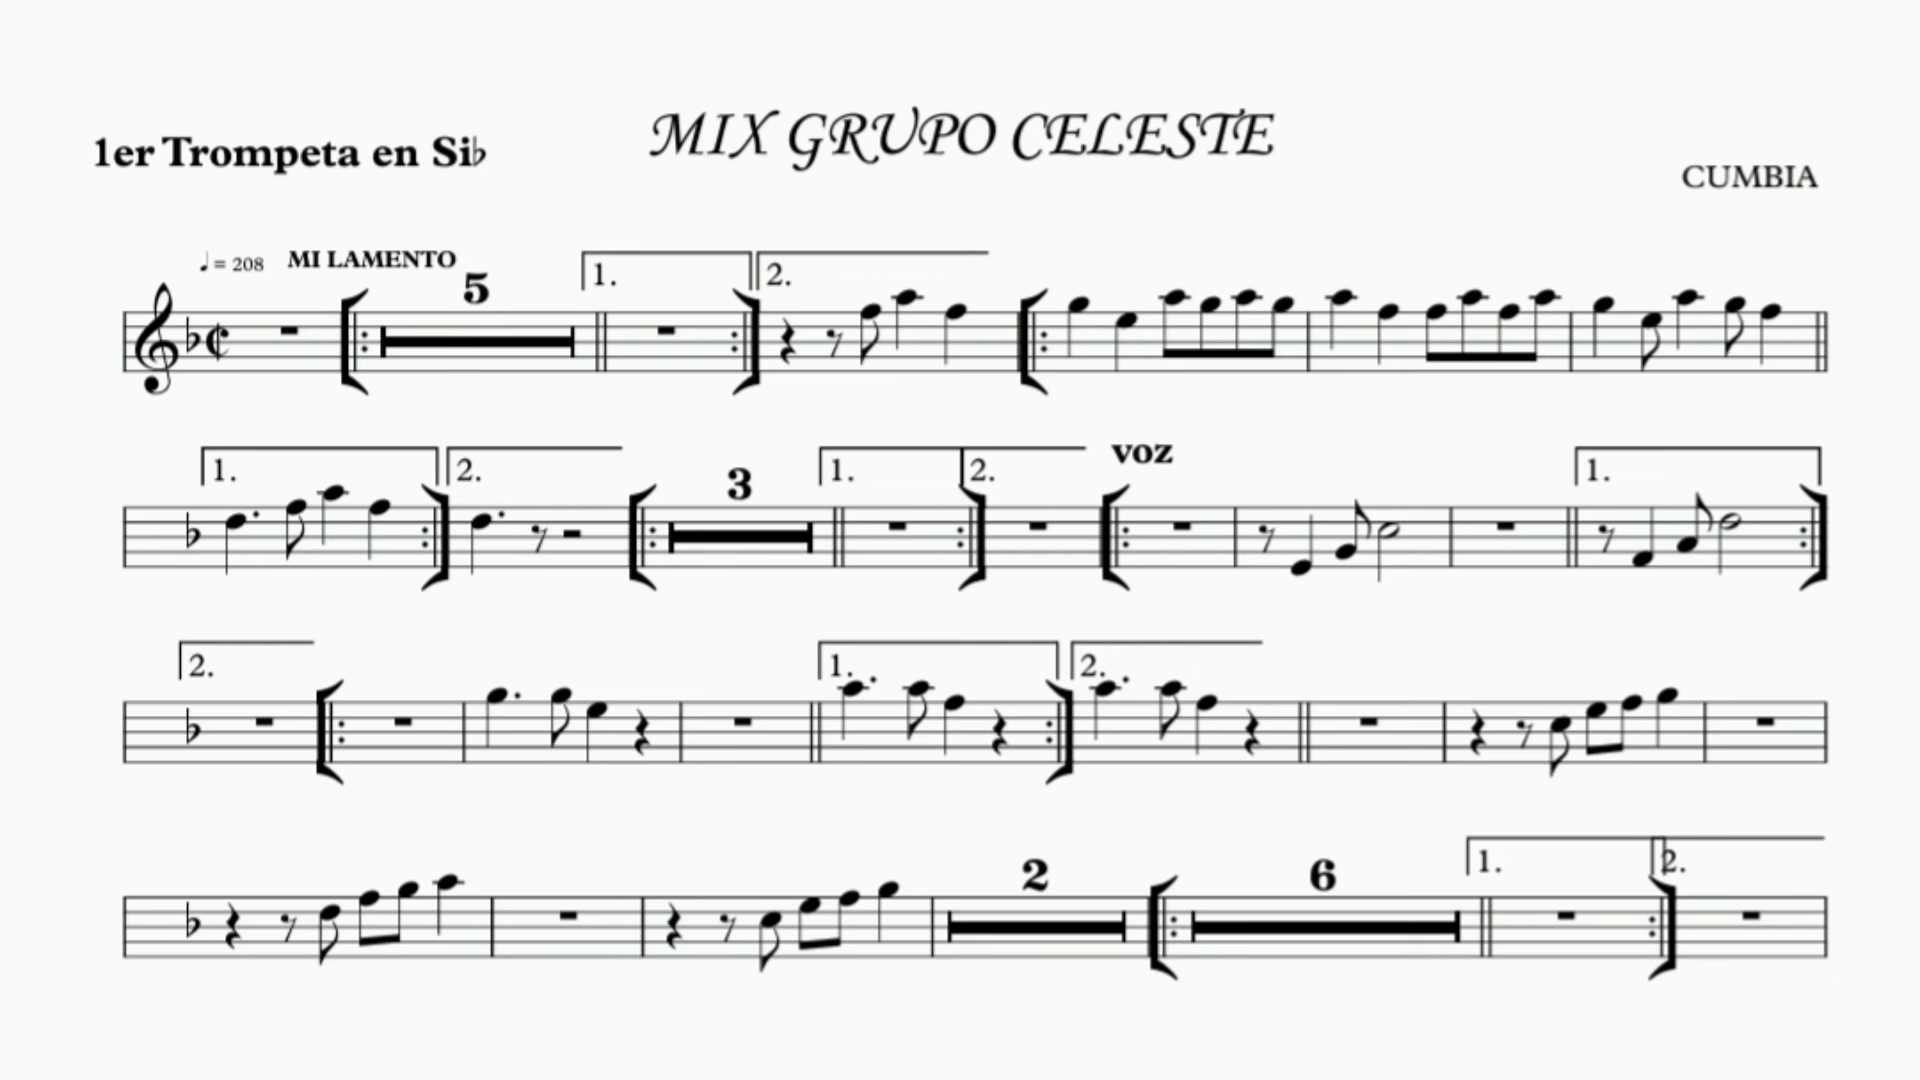 MIX GRUPO CELESTE
1er Trompeta en Si♭
CUMBIA
♩ = 208 MI LAMENTO
5 1. 2.
1. 2. 3 1. 2. voz 1.
2. 1. 2.
2 6 1. 2.